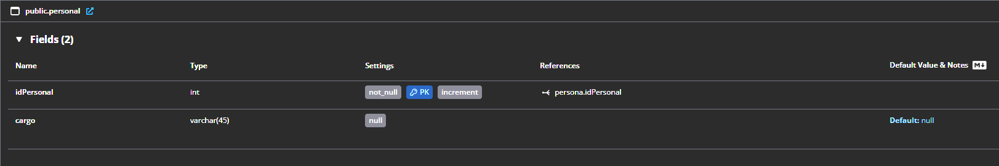 public.personal
Fields (2)
Name Type Settings References Default Value & Notes M
idPersonal int not_null PK increment persona.idPersonal
cargo varchar(45) null Default: null